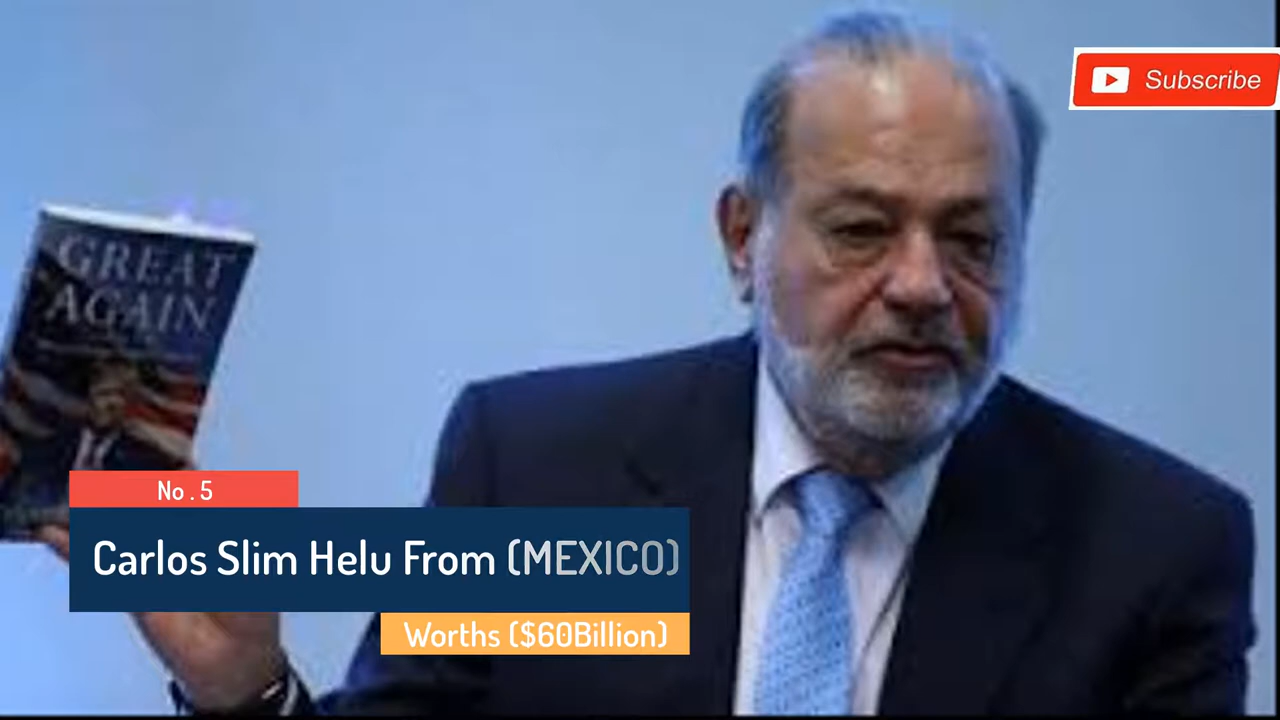 Subscribe
GREAT
AGAIN
No . 5
Carlos Slim Helu From (MEXICO)
Worths ($60Billion)